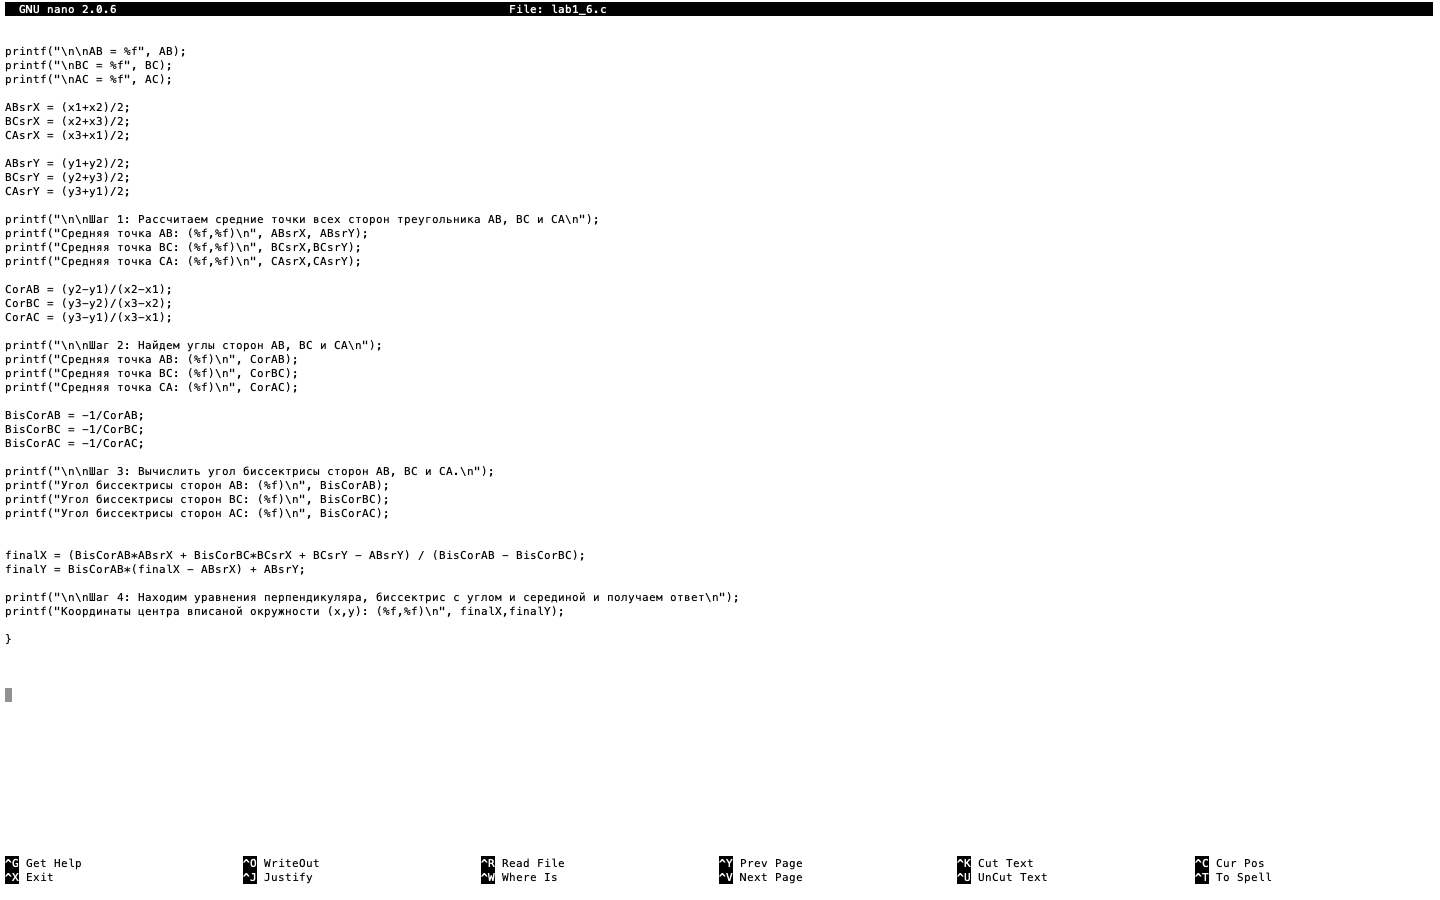 GNU nano 2.0.6 File: lab1_6.c
printf("\n\nAB = %f", AB);
printf("\nBC = %f", BC);
printf("\nAC = %f", AC);
ABsrX = (x1+x2)/2;
BCsrX = (x2+x3)/2;
CAsrX = (x3+x1)/2;
ABsrY = (y1+y2)/2;
BCsrY = (y2+y3)/2;
CAsrY = (y3+y1)/2;
printf("\n\nШаг 1: Рассчитаем средние точки всех сторон треугольника AB, BC и CA\n");
printf("Средняя точка AB: (%f,%f)\n", ABsrX, ABsrY);
printf("Средняя точка BC: (%f,%f)\n", BCsrX,BCsrY);
printf("Средняя точка CA: (%f,%f)\n", CAsrX,CAsrY);
CorAB = (y2-y1)/(x2-x1);
CorBC = (y3-y2)/(x3-x2);
CorAC = (y3-y1)/(x3-x1);
printf("\n\nШаг 2: Найдем углы сторон AB, BC и CA\n");
printf("Средняя точка AB: (%f)\n", CorAB);
printf("Средняя точка BC: (%f)\n", CorBC);
printf("Средняя точка CA: (%f)\n", CorAC);
BisCorAB = -1/CorAB;
BisCorBC = -1/CorBC;
BisCorAC = -1/CorAC;
printf("\n\nШаг 3: Вычислить угол биссектрисы сторон AB, BC и CA.\n");
printf("Угол биссектрисы сторон AB: (%f)\n", BisCorAB);
printf("Угол биссектрисы сторон BC: (%f)\n", BisCorBC);
printf("Угол биссектрисы сторон AC: (%f)\n", BisCorAC);
finalX = (BisCorAB*ABsrX + BisCorBC*BCsrX + BCsrY - ABsrY) / (BisCorAB - BisCorBC);
finalY = BisCorAB*(finalX - ABsrX) + ABsrY;
printf("\n\nШаг 4: Находим уравнения перпендикуляра, биссектрис с углом и серединой и получаем ответ\n");
printf("Координаты центра вписаной окружности (x,y): (%f,%f)\n", finalX,finalY);
}
^G Get Help ^O WriteOut ^R Read File ^Y Prev Page ^K Cut Text ^C Cur Pos
^X Exit ^J Justify ^W Where Is ^V Next Page ^U UnCut Text ^T To Spell